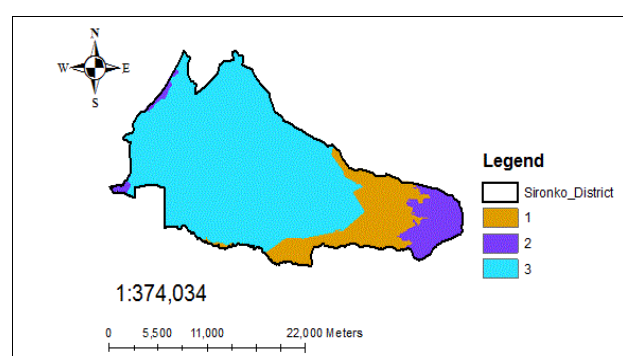 N
W E
S
Legend
Sironko_District
1
2
3
1:374,034
0 5,500 11,000 22,000 Meters